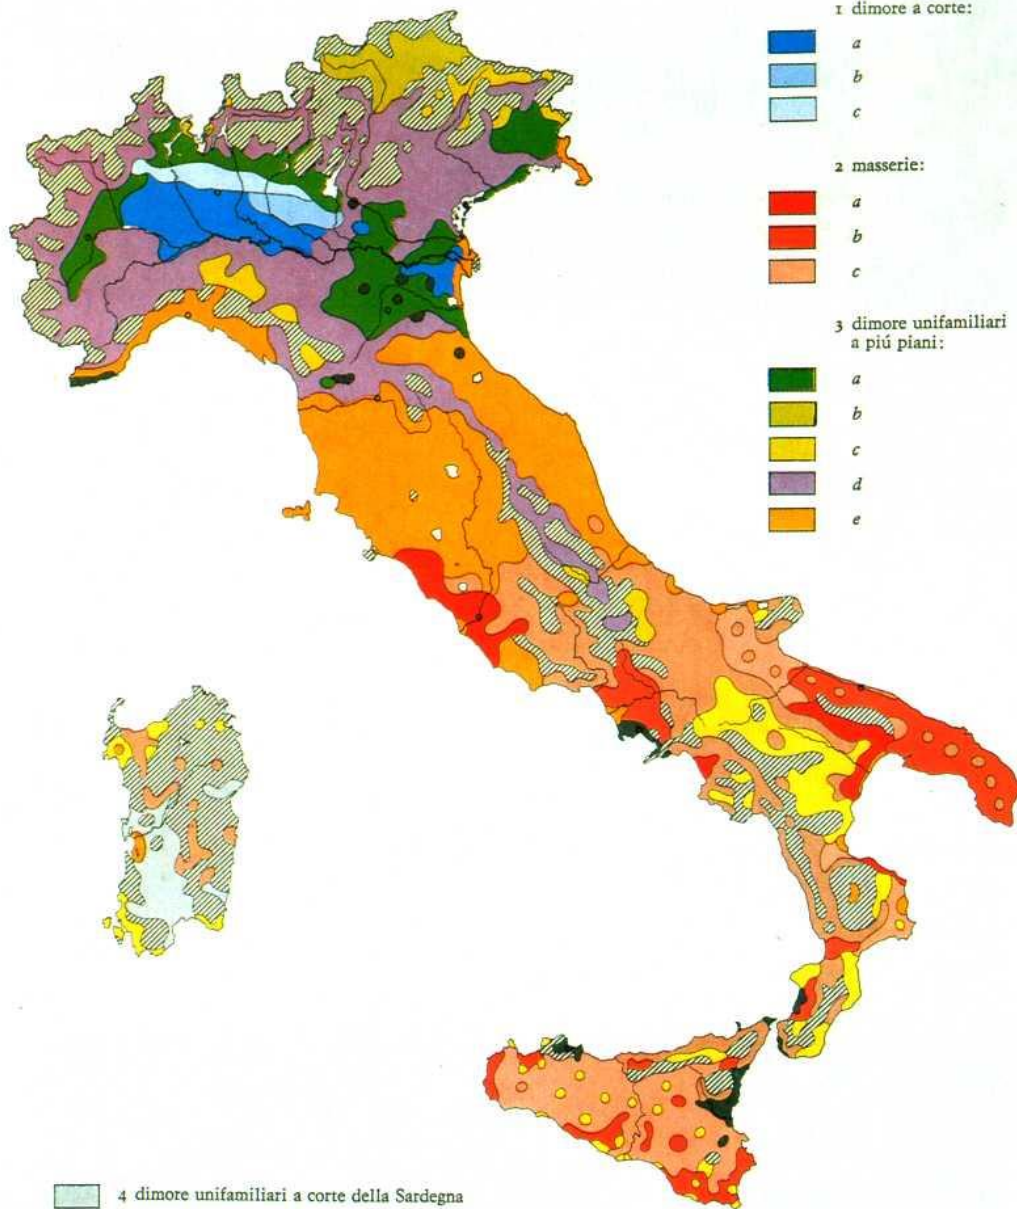 1 dimore a corte:
a
b
c
2 masserie:
a
b
c
3 dimore unifamiliari
a piú piani:
a
b
c
d
e
4 dimore unifamiliari a corte della Sardegna